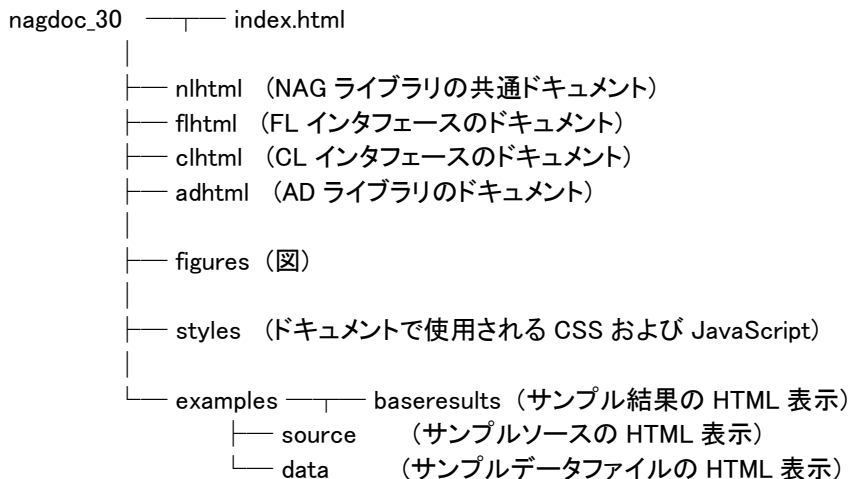 nagdoc_30 ─┬─ index.html
│
├─ nlhtml （NAG ライブラリの共通ドキュメント）
├─ flhtml （FL インタフェースのドキュメント）
├─ clhtml （CL インタフェースのドキュメント）
├─ adhtml （AD ライブラリのドキュメント）
│
├─ figures （図）
│
├─ styles （ドキュメントで使用される CSS および JavaScript）
│
└─ examples ─┬─ baseresults （サンプル結果の HTML 表示）
├─ source （サンプルソースの HTML 表示）
└─ data （サンプルデータファイルの HTML 表示）